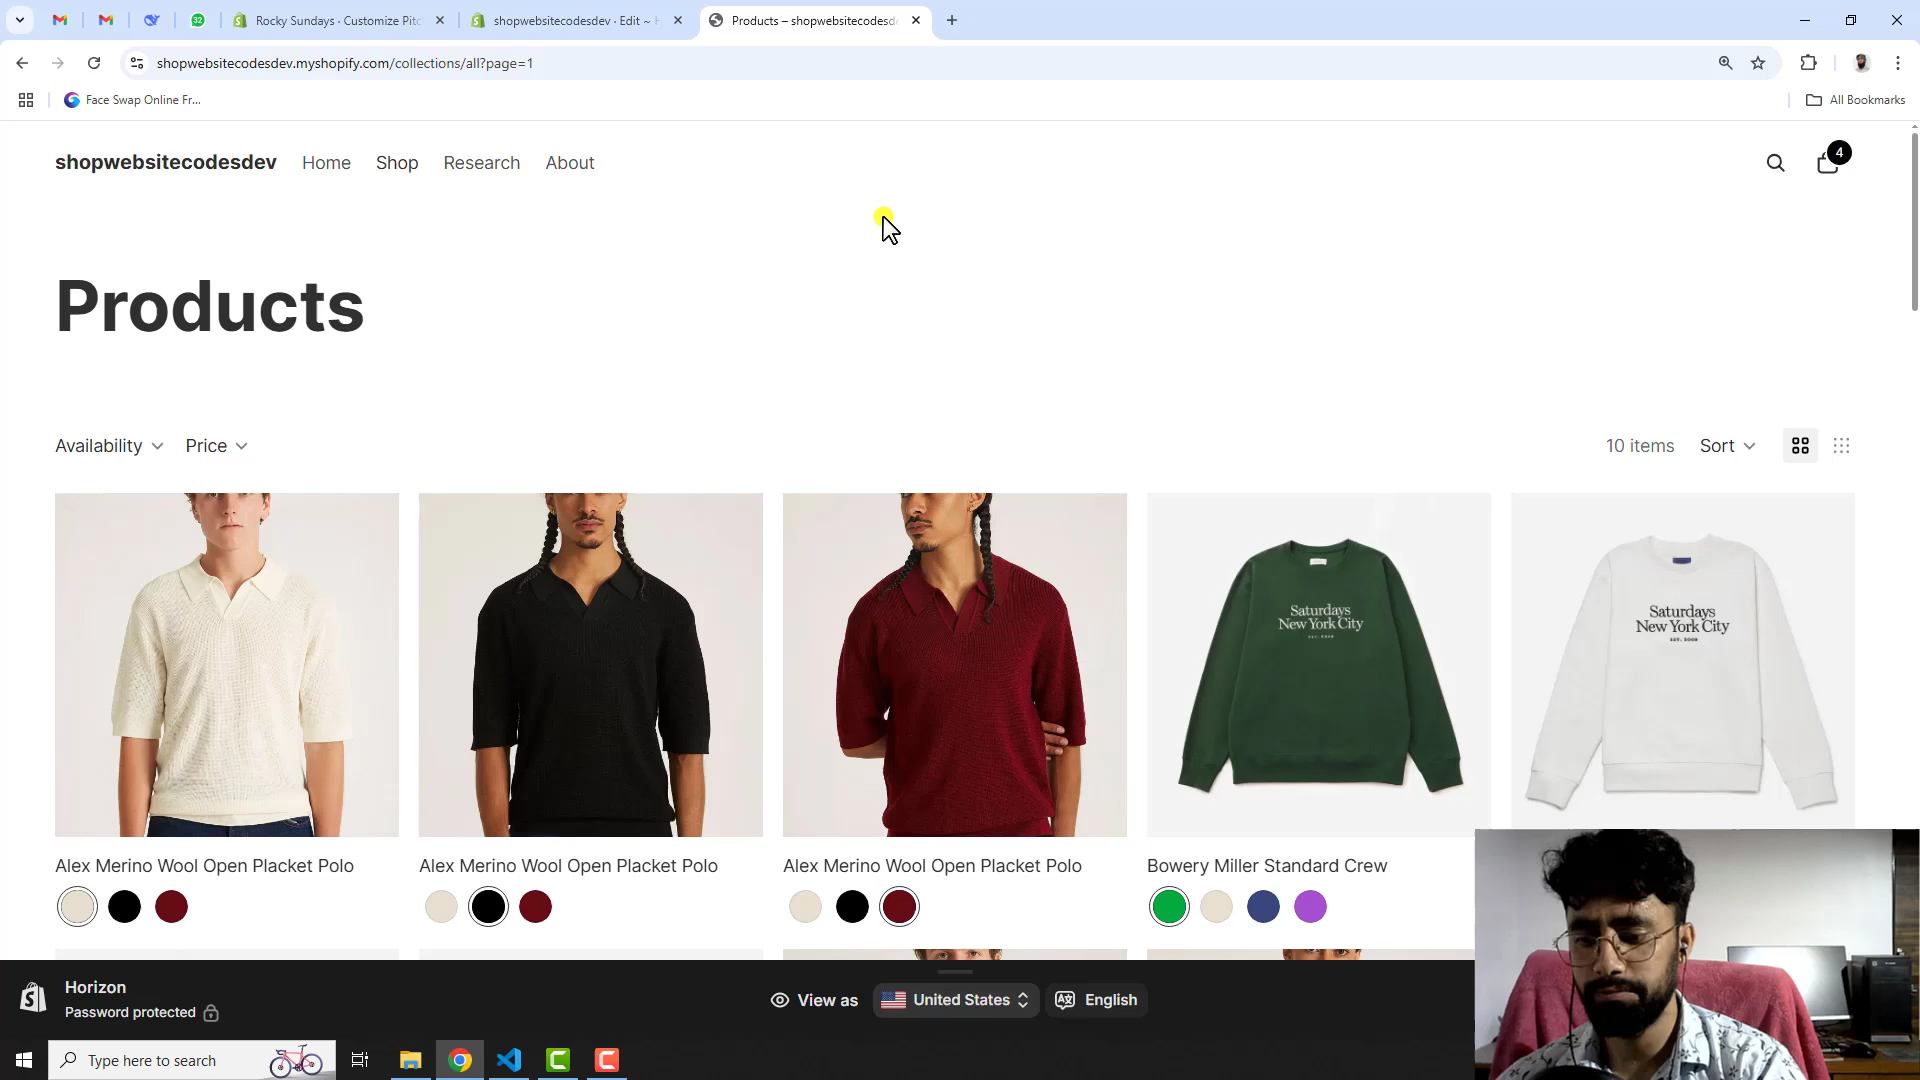 Rocky Sundays · Customize Pitc
shopwebsitecodesdev · Edit ~ H
Products – shopwebsitecodesde
32
shopwebsitecodesdev.myshopify.com/collections/all?page=1
Face Swap Online Fr...
All Bookmarks
shopwebsitecodesdev
Home
Shop
Research
About
4
Products
Availability
Price
10 items
Sort
Saturdays
New York City
EST. 2009
Saturdays
New York City
EST. 2009
Alex Merino Wool Open Placket Polo
Alex Merino Wool Open Placket Polo
Alex Merino Wool Open Placket Polo
Bowery Miller Standard Crew
Horizon
Password protected
View as
United States
English
Type here to search